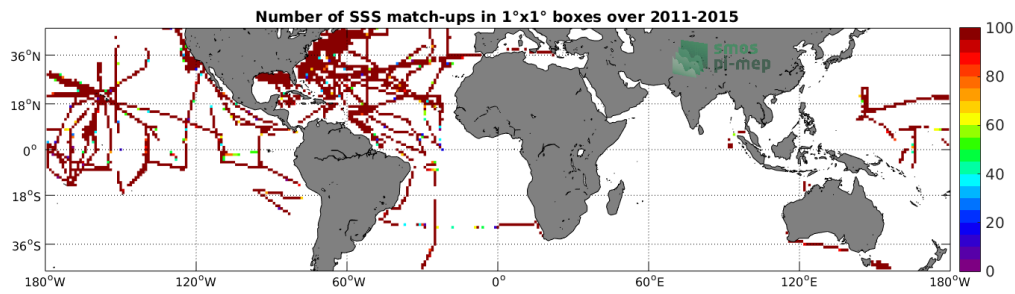 Number of SSS match-ups in 1°x1° boxes over 2011-2015
smos
pi-mep
36°N
18°N
0°
18°S
36°S
180°W
120°W
60°W
0°
60°E
120°E
180°W
100
80
60
40
20
0